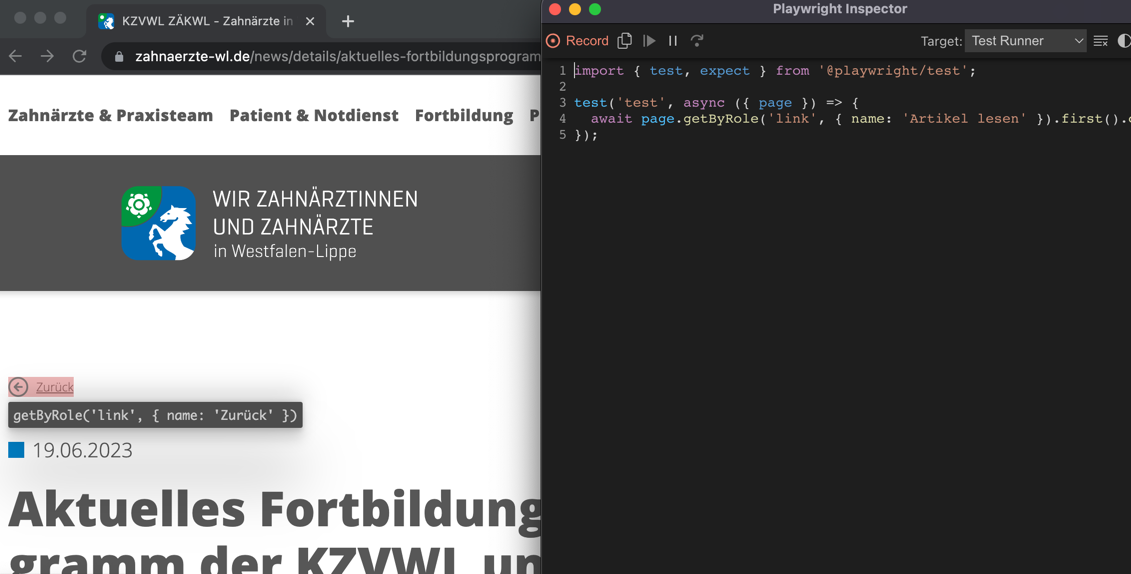 KZVWL ZÄKWL - Zahnärzte in
zahnaerzte-wl.de/news/details/aktuelles-fortbildungsprogram
Zahnärzte & Praxisteam Patient & Notdienst Fortbildung P
WIR ZAHNÄRZTINNEN
UND ZAHNÄRZTE
in Westfalen-Lippe
Zurück
getByRole('link', { name: 'Zurück' })
19.06.2023
Aktuelles Fortbildung
gramm der KZVWL un
Playwright Inspector
Record Target: Test Runner
1 import { test, expect } from '@playwright/test';
2
3 test('test', async ({ page }) => {
4 await page.getByRole('link', { name: 'Artikel lesen' }).first().
5 });